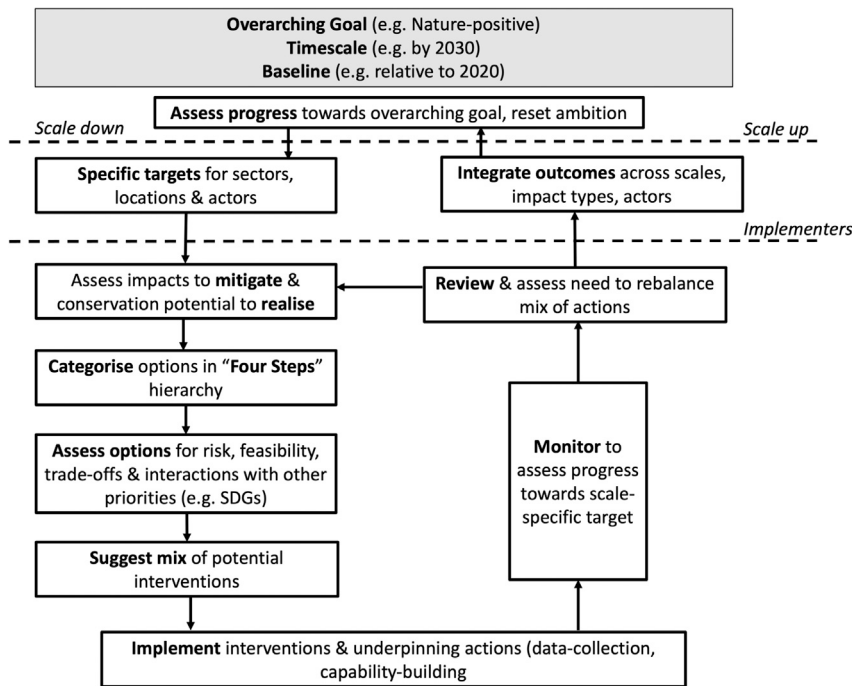 Overarching Goal (e.g. Nature-positive)
Timescale (e.g. by 2030)
Baseline (e.g. relative to 2020)
Assess progress towards overarching goal, reset ambition
Scale down
Scale up
Specific targets for sectors,
locations & actors
Integrate outcomes across scales,
impact types, actors
Implementers
Assess impacts to mitigate &
conservation potential to realise
Review & assess need to rebalance
mix of actions
Categorise options in “Four Steps”
hierarchy
Assess options for risk, feasibility,
trade-offs & interactions with other
priorities (e.g. SDGs)
Monitor to
assess progress
towards scale-
specific target
Suggest mix of potential
interventions
Implement interventions & underpinning actions (data-collection,
capability-building